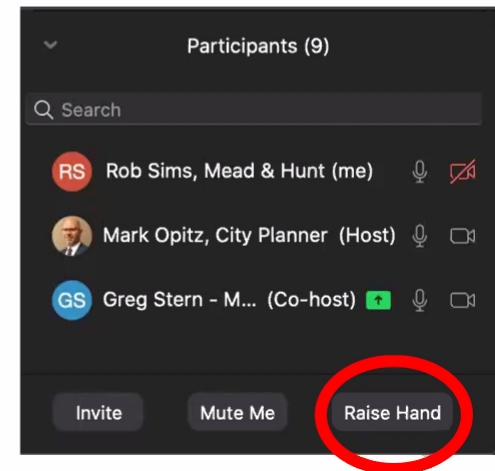 Participants (9)
Search
RS Rob Sims, Mead & Hunt (me)
Mark Opitz, City Planner (Host)
GS Greg Stern - M... (Co-host)
Invite Mute Me Raise Hand